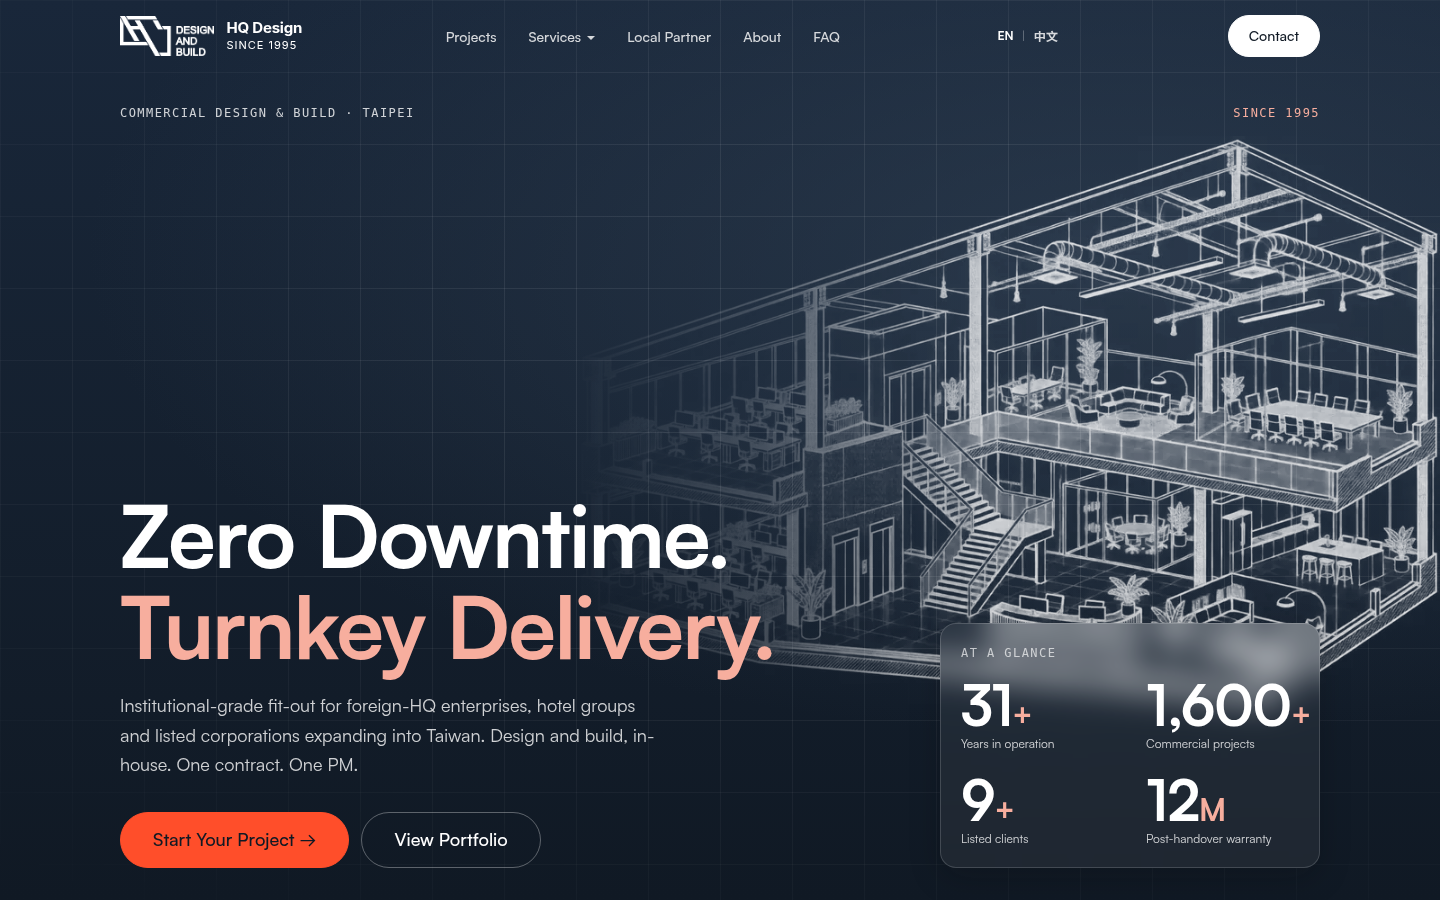 DESIGN
AND
BUILD
HQ Design
SINCE 1995
Projects
Services
Local Partner
About
FAQ
EN | 中文
Contact
COMMERCIAL DESIGN & BUILD · TAIPEI
SINCE 1995
Zero Downtime.
Turnkey Delivery.
Institutional-grade fit-out for foreign-HQ enterprises, hotel groups
and listed corporations expanding into Taiwan. Design and build, in-
house. One contract. One PM.
Start Your Project →
View Portfolio
AT A GLANCE
31+
Years in operation
1,600+
Commercial projects
9+
Listed clients
12M
Post-handover warranty